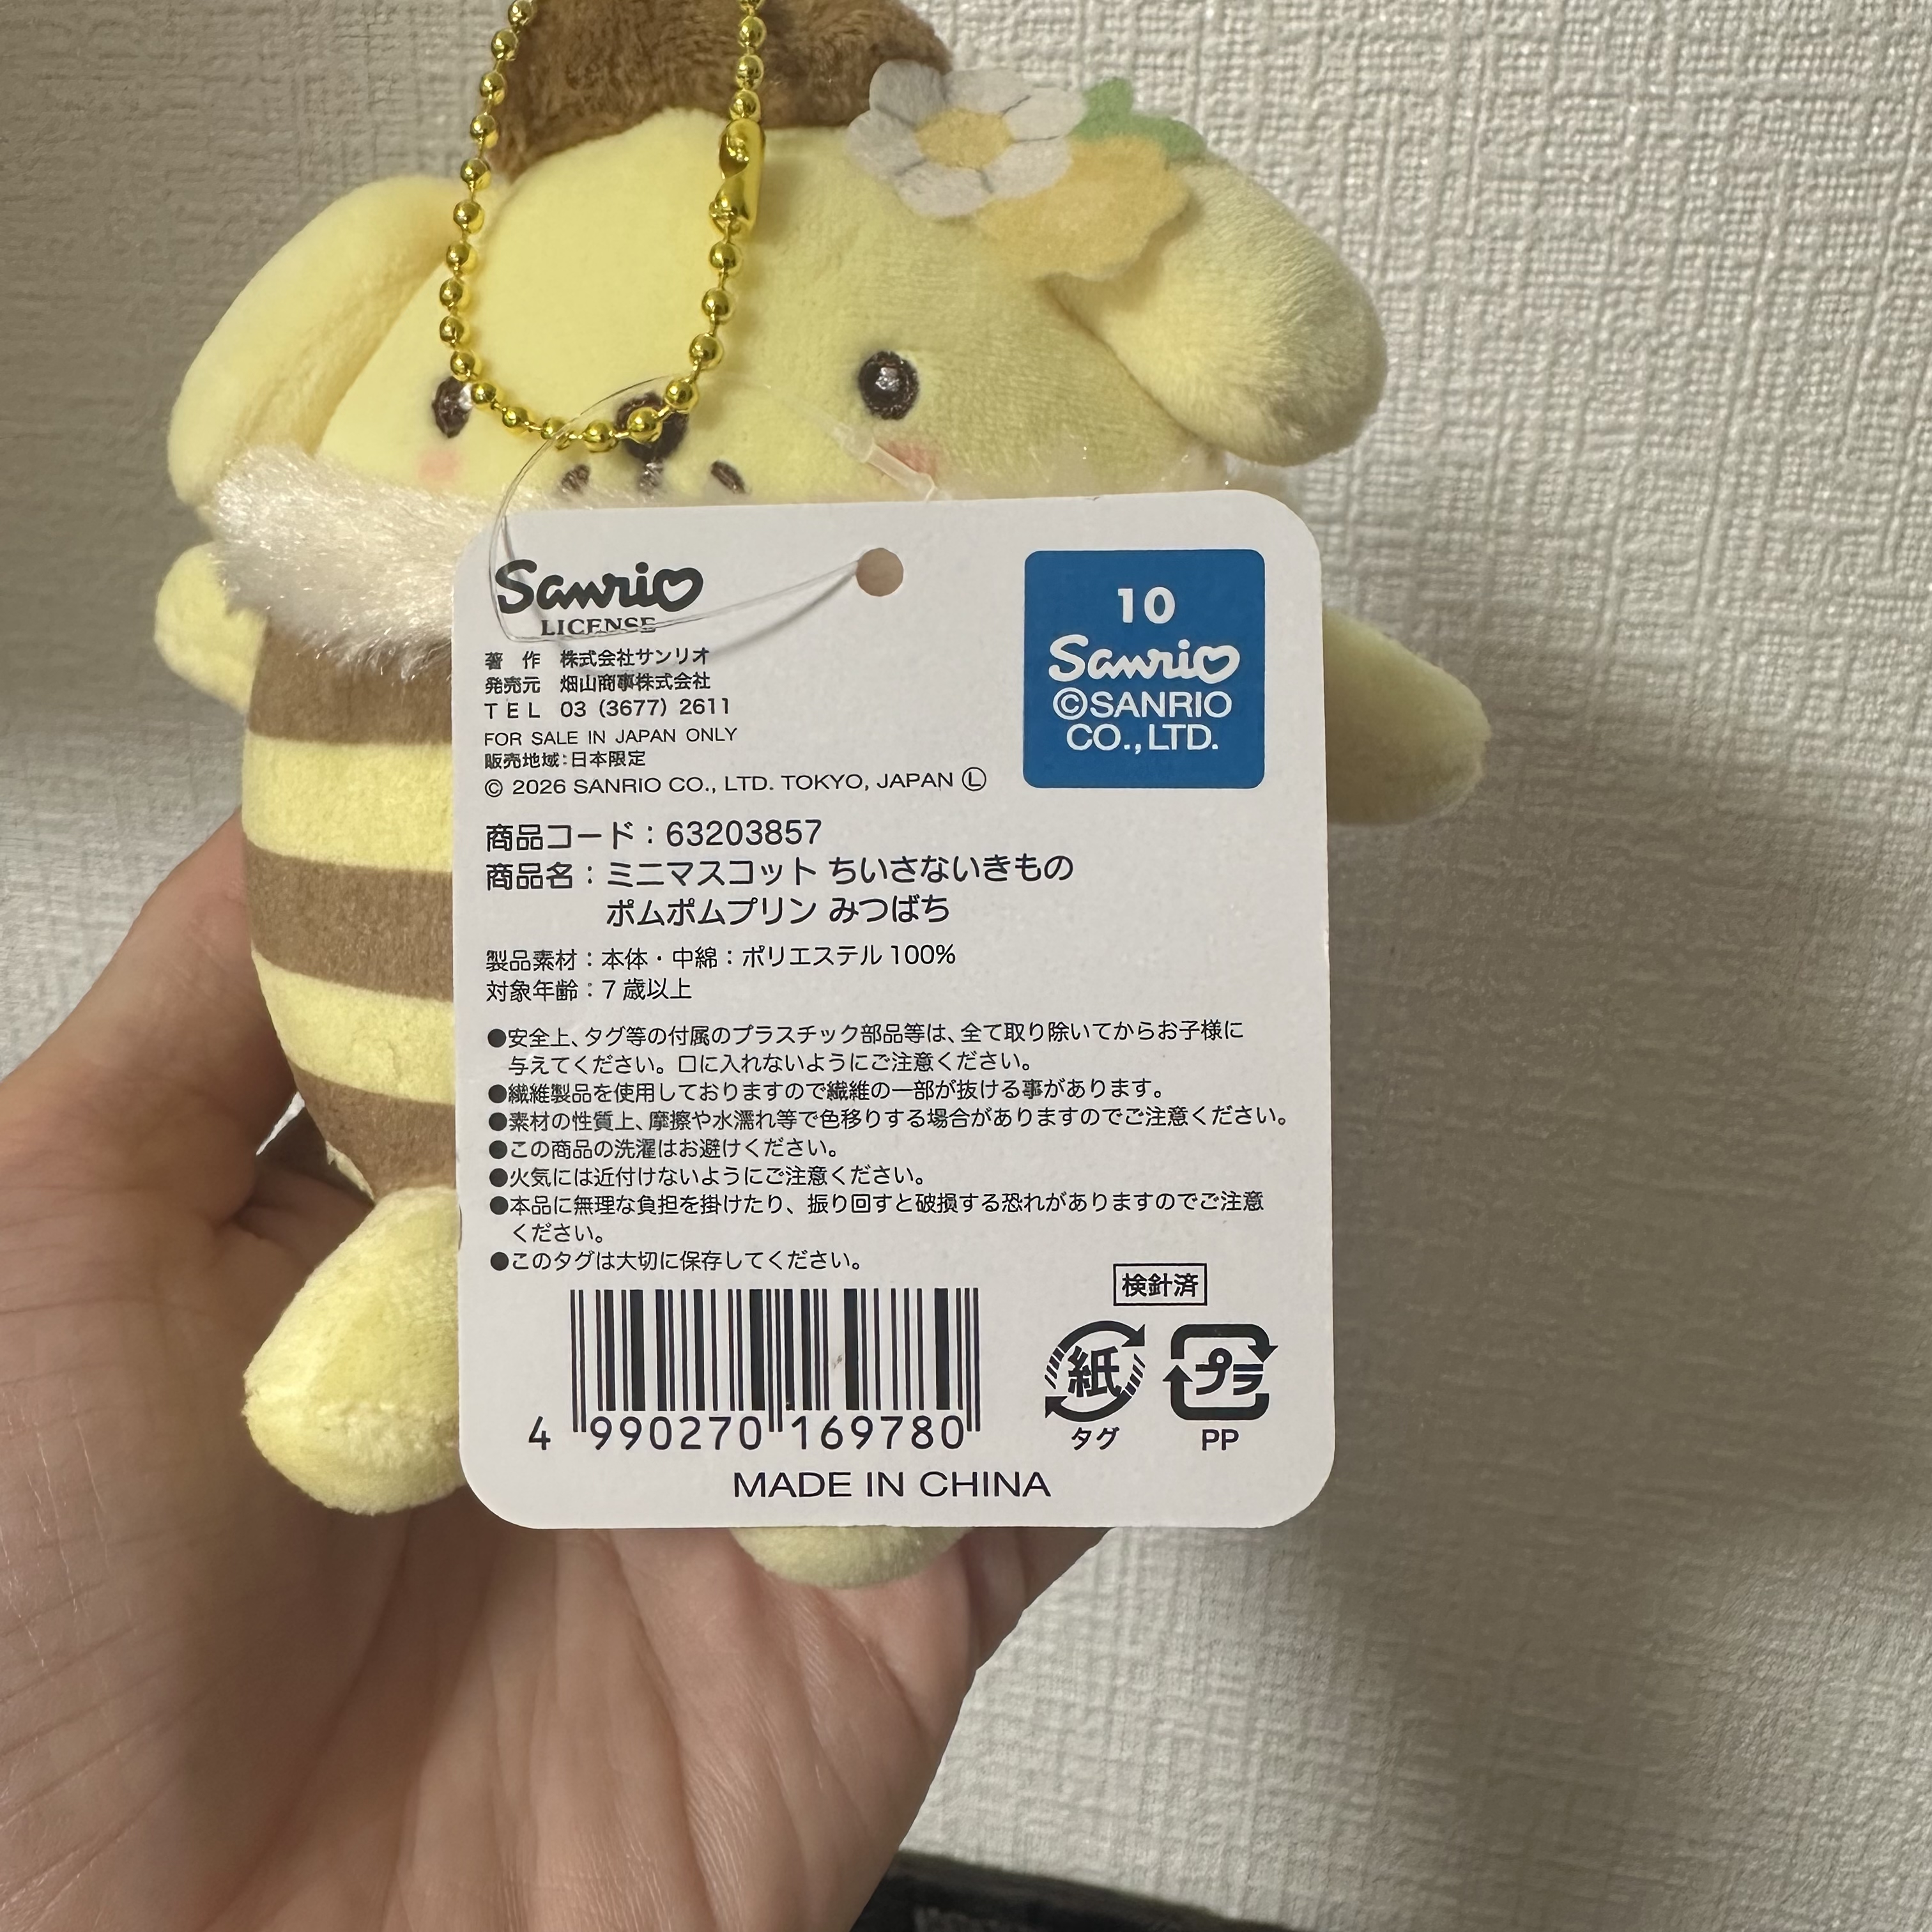 Sanrio
LICENSE
著　作　株式会社サンリオ
発売元　畑山商事株式会社
TEL　03（3677）2611
FOR SALE IN JAPAN ONLY
販売地域：日本限定
© 2026 SANRIO CO., LTD. TOKYO, JAPAN Ⓛ
10
Sanrio
©SANRIO
CO.,LTD.
商品コード：63203857
商品名：ミニマスコット ちいさないきもの
ポムポムプリン みつばち
製品素材：本体・中綿：ポリエステル 100%
対象年齢：7 歳以上
●安全上、タグ等の付属のプラスチック部品等は、全て取り除いてからお子様に
与えてください。口に入れないようにご注意ください。
●繊維製品を使用しておりますので繊維の一部が抜ける事があります。
●素材の性質上、摩擦や水濡れ等で色移りする場合がありますのでご注意ください。
●この商品の洗濯はお避けください。
●火気には近付けないようにご注意ください。
●本品に無理な負担を掛けたり、振り回すと破損する恐れがありますのでご注意
ください。
●このタグは大切に保存してください。
検針済
紙
タグ
プラ
PP
4 990270 169780
MADE IN CHINA